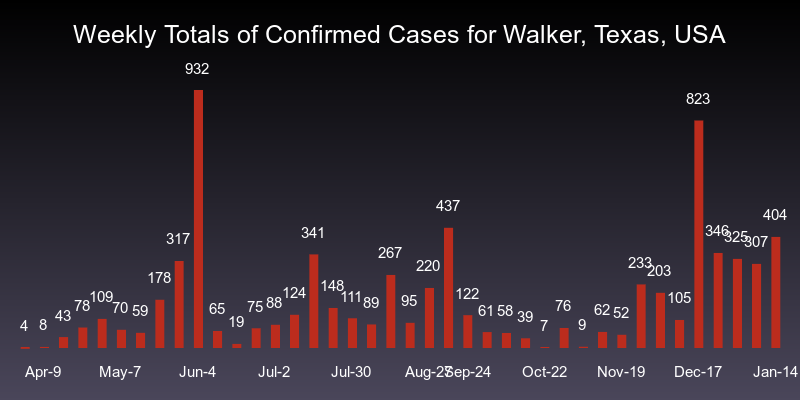 Weekly Totals of Confirmed Cases for Walker, Texas, USA
4 8 43 78 109 70 59 178 317 932 65 19 75 88 124 341 148 111 89 267 95 220 437 122 61 58 39 7 76 9 62 52 233 203 105 823 346 325 307 404
Apr-9 May-7 Jun-4 Jul-2 Jul-30 Aug-27 Sep-24 Oct-22 Nov-19 Dec-17 Jan-14